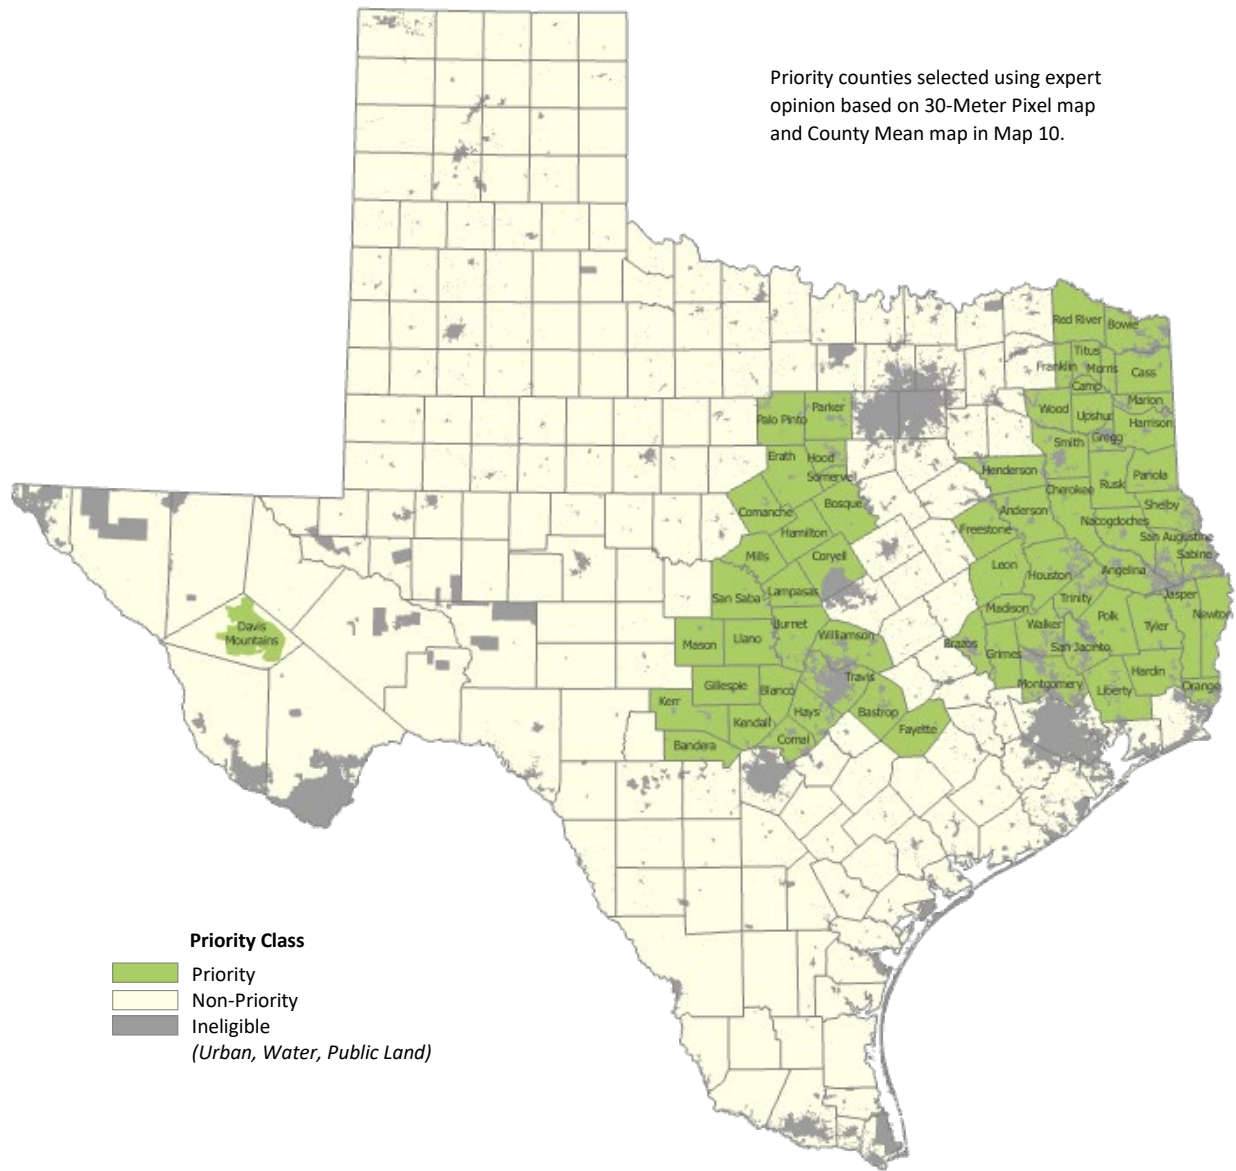 Priority counties selected using expert
opinion based on 30-Meter Pixel map
and County Mean map in Map 10.
Red River
Bowie
Titus
Franklin
Morris
Cass
Camp
Marion
Wood
Upshur
Harrison
Smith
Gregg
Palo Pinto
Parker
Erath
Hood
Somervell
Henderson
Rusk
Panola
Cherokee
Comanche
Bosque
Anderson
Shelby
Hamilton
Freestone
Nacogdoches
San Augustine
Mills
Coryell
Sabine
Leon
Houston
Angelina
San Saba
Lampasas
Trinity
Jasper
Madison
Polk
Newton
Davis
Mountains
Burnet
Walker
Tyler
Mason
Llano
Williamson
Brazos
Grimes
San Jacinto
Hardin
Gillespie
Blanco
Travis
Montgomery
Liberty
Orange
Kerr
Kendall
Hays
Bastrop
Fayette
Bandera
Comal
Priority Class
Priority
Non-Priority
Ineligible
(Urban, Water, Public Land)